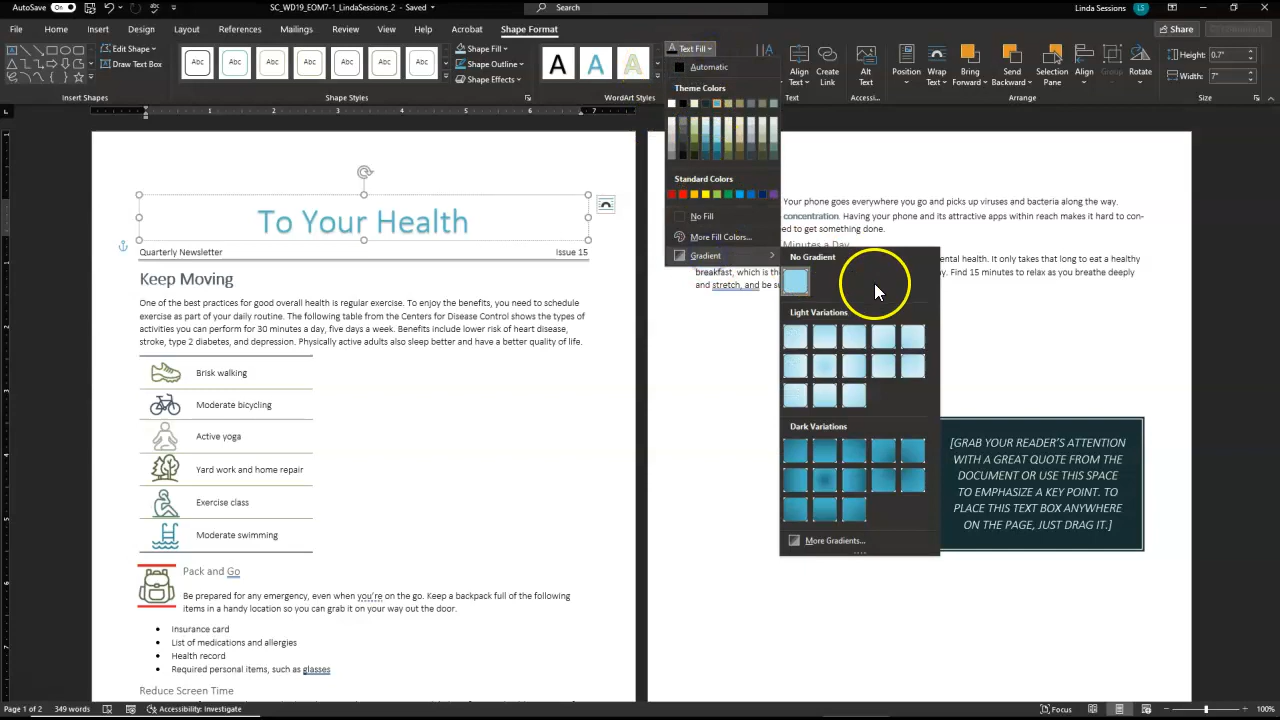 AutoSave On SC_WD19_EOM7-1_LindaSessions_2 - Saved Search Linda Sessions LS
File Home Insert Draw Design Layout References Mailings Review View Help Acrobat Shape Format Share
Edit Shape
Draw Text Box
Insert Shapes
Abc Abc Abc Abc Abc Abc Abc
Shape Fill
Shape Outline
Shape Effects
Shape Styles
A A A
WordArt Styles
Text Fill
Align Text
Create Link
Text
Alt Text
Accessi...
Position
Wrap Text
Bring Forward
Send Backward
Selection Pane
Align
Group
Rotate
Arrange
Height: 0.7"
Width: 7"
Size
Automatic
Theme Colors
Standard Colors
No Fill
More Fill Colors...
Gradient
No Gradient
Light Variations
Dark Variations
More Gradients...
To Your Health
Quarterly Newsletter Issue 15
Keep Moving
One of the best practices for good overall health is regular exercise. To enjoy the benefits, you need to schedule
exercise as part of your daily routine. The following table from the Centers for Disease Control shows the types of
activities you can perform for 30 minutes a day, five days a week. Benefits include lower risk of heart disease,
stroke, type 2 diabetes, and depression. Physically active adults also sleep better and have a better quality of life.
Brisk walking
Moderate bicycling
Active yoga
Yard work and home repair
Exercise class
Moderate swimming
Pack and Go
Be prepared for any emergency, even when you're on the go. Keep a backpack full of the following
items in a handy location so you can grab it on your way out the door.
• Insurance card
• List of medications and allergies
• Health record
• Required personal items, such as glasses
Reduce Screen Time
Your phone goes everywhere you go and picks up viruses and bacteria along the way.
concentration. Having your phone and its attractive apps within reach makes it hard to con-
ed to get something done.
Minutes a Day
ental health. It only takes that long to eat a healthy
breakfast, which is the
ay. Find 15 minutes to relax as you breathe deeply
and stretch, and be su
[GRAB YOUR READER'S ATTENTION
WITH A GREAT QUOTE FROM THE
DOCUMENT OR USE THIS SPACE
TO EMPHASIZE A KEY POINT. TO
PLACE THIS TEXT BOX ANYWHERE
ON THE PAGE, JUST DRAG IT.]
Page 1 of 2 349 words Accessibility: Investigate Focus 100%